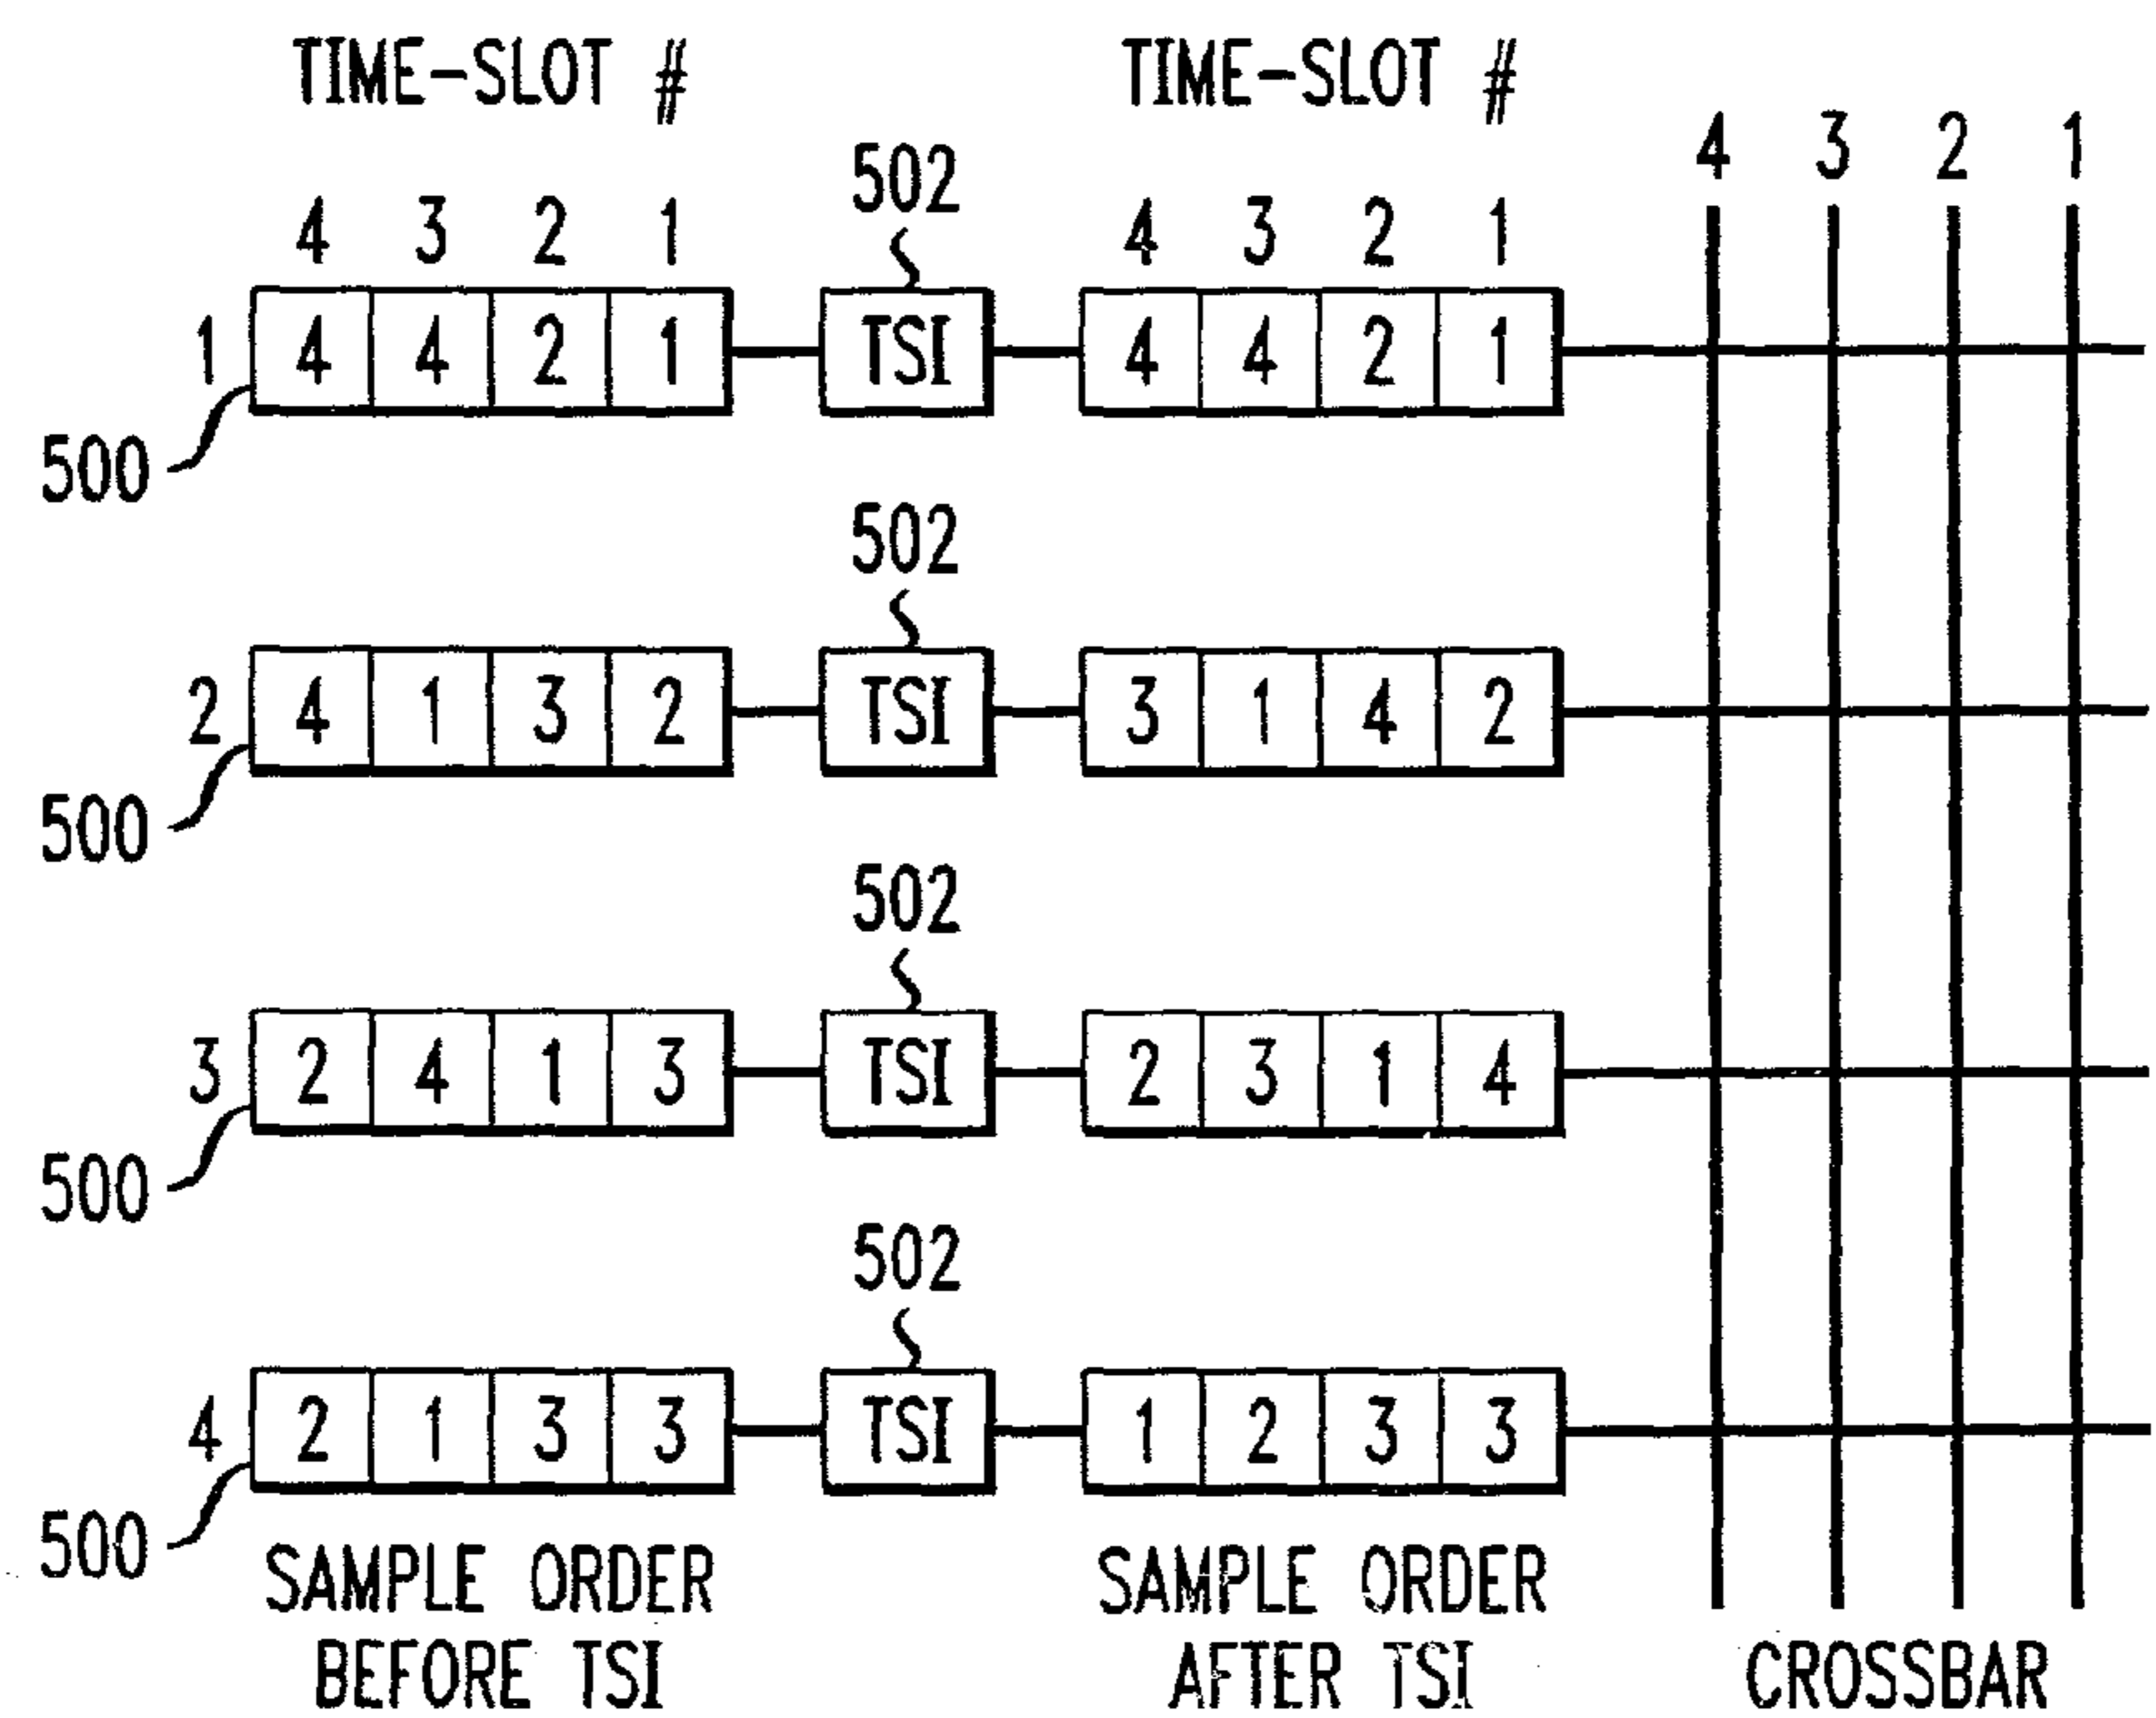 TIME-SLOT # TIME-SLOT #
4 3 2 1
502
4 3 2 1
4 3 2 1
1 4 4 2 1 TSI 4 4 2 1
500
502
2 4 1 3 2 TSI 3 1 4 2
500
502
3 2 4 1 3 TSI 2 3 1 4
500
502
4 2 1 3 3 TSI 1 2 3 3
500
SAMPLE ORDER SAMPLE ORDER
BEFORE TSI AFTER TSI CROSSBAR